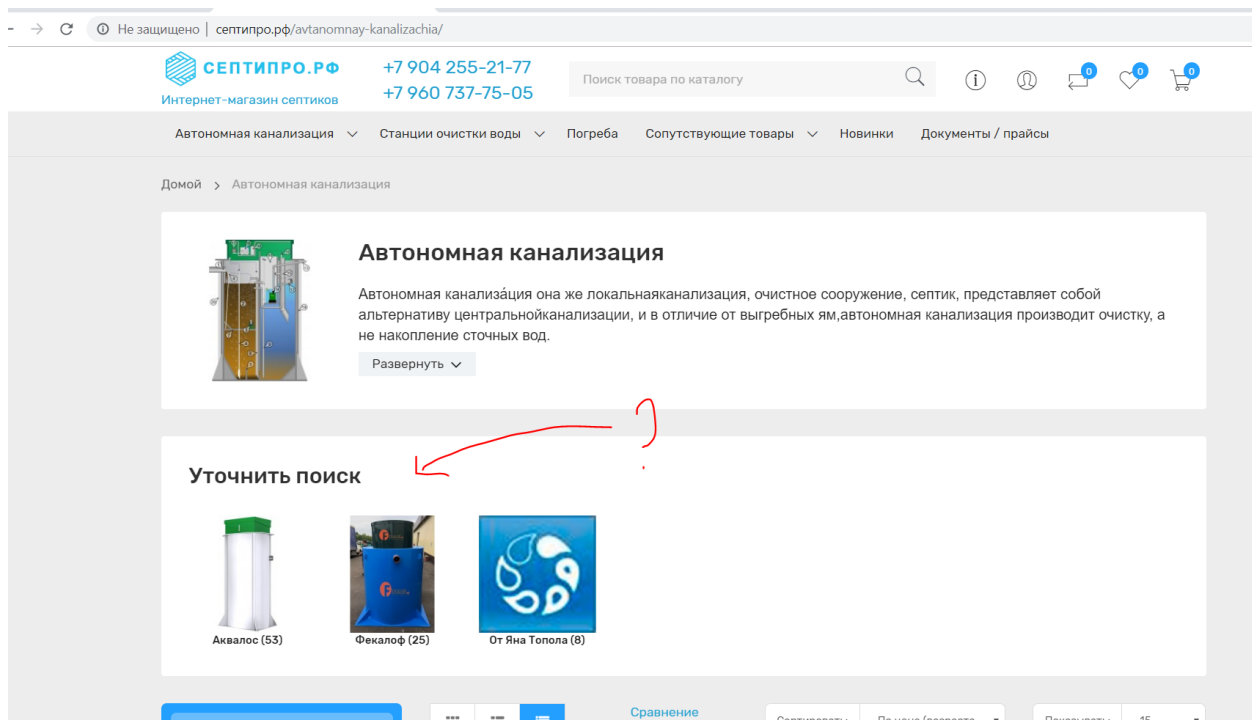 Не защищено | септипро.рф/avtanomnay-kanalizachia/
СЕПТИПРО.РФ
Интернет-магазин септиков
+7 904 255-21-77
+7 960 737-75-05
Поиск товара по каталогу
0
0
0
Автономная канализация
Станции очистки воды
Погреба
Сопутствующие товары
Новинки
Документы / прайсы
Домой > Автономная канализация
Автономная канализация
Автономная канализа́ция она же локальнаяканализация, очистное сооружение, септик, представляет собой
альтернативу центральнойканализации, и в отличие от выгребных ям,автономная канализация производит очистку, а
не накопление сточных вод.
Развернуть
?
Уточнить поиск
Аквалос (53)
Фекалоф (25)
От Яна Топола (8)
Сравнение